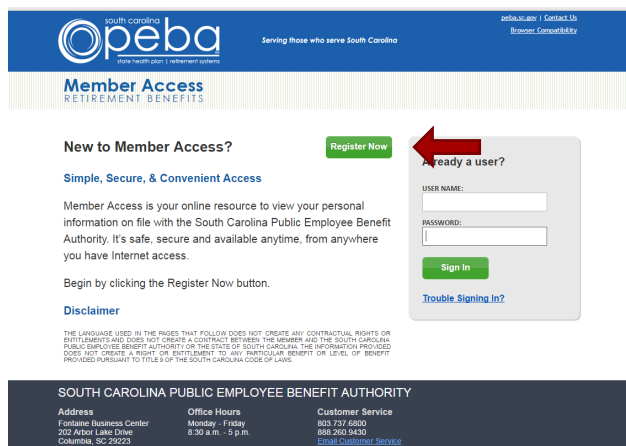 south carolina
peba
state health plan | retirement systems
Serving those who serve South Carolina
peba.sc.gov | Contact Us
Browser Compatibility
Member Access
RETIREMENT BENEFITS
New to Member Access?
Register Now
Simple, Secure, & Convenient Access
Member Access is your online resource to view your personal
information on file with the South Carolina Public Employee Benefit
Authority. It's safe, secure and available anytime, from anywhere
you have Internet access.
Begin by clicking the Register Now button.
Disclaimer
THE LANGUAGE USED IN THE PAGES THAT FOLLOW DOES NOT CREATE ANY CONTRACTUAL RIGHTS OR
ENTITLEMENTS AND DOES NOT CREATE A CONTRACT BETWEEN THE MEMBER AND THE SOUTH CAROLINA
PUBLIC EMPLOYEE BENEFIT AUTHORITY OR THE STATE OF SOUTH CAROLINA. THE INFORMATION PROVIDED
DOES NOT CREATE A RIGHT OR ENTITLEMENT TO ANY PARTICULAR BENEFIT OR LEVEL OF BENEFIT
PROVIDED PURSUANT TO TITLE 9 OF THE SOUTH CAROLINA CODE OF LAWS.
Already a user?
USER NAME:
PASSWORD:
Sign In
Trouble Signing In?
SOUTH CAROLINA PUBLIC EMPLOYEE BENEFIT AUTHORITY
Address
Fontaine Business Center
202 Arbor Lake Drive
Columbia, SC 29223
Office Hours
Monday - Friday
8:30 a.m. - 5 p.m.
Customer Service
803.737.6800
888.260.9430
Email Customer Service